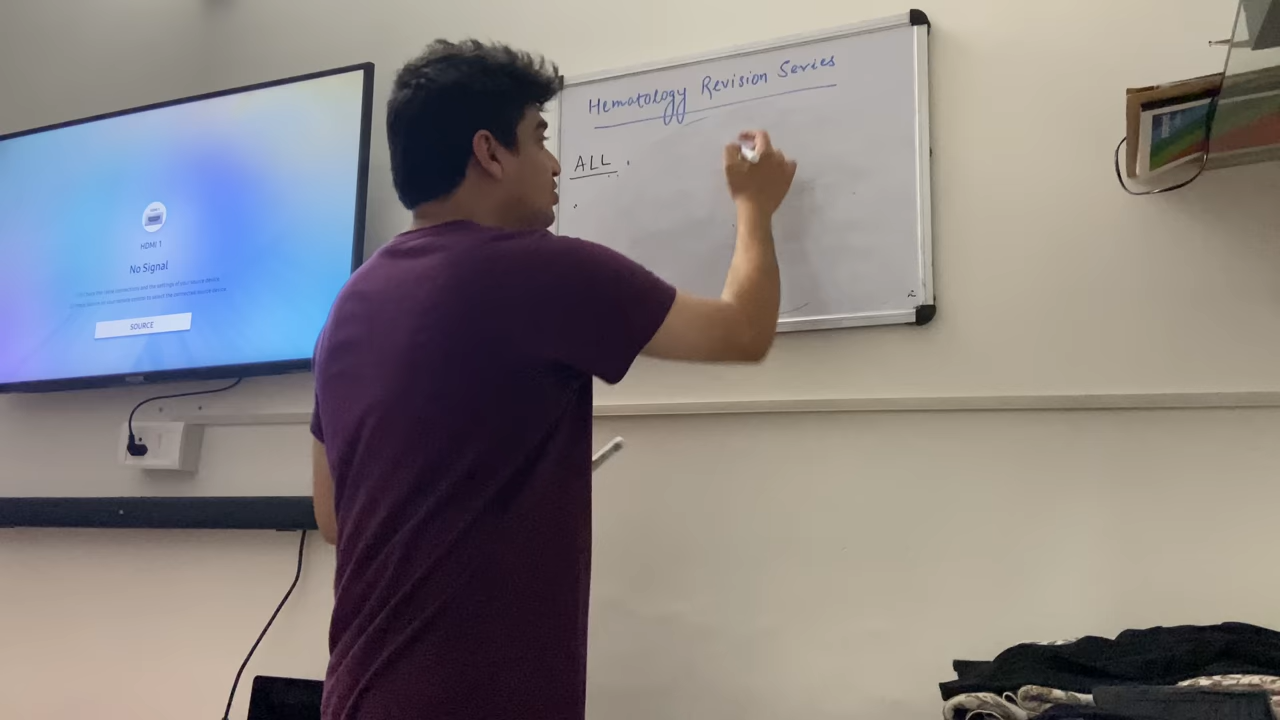 Hematology Revision Series
ALL
HDMI 1
No Signal
SOURCE